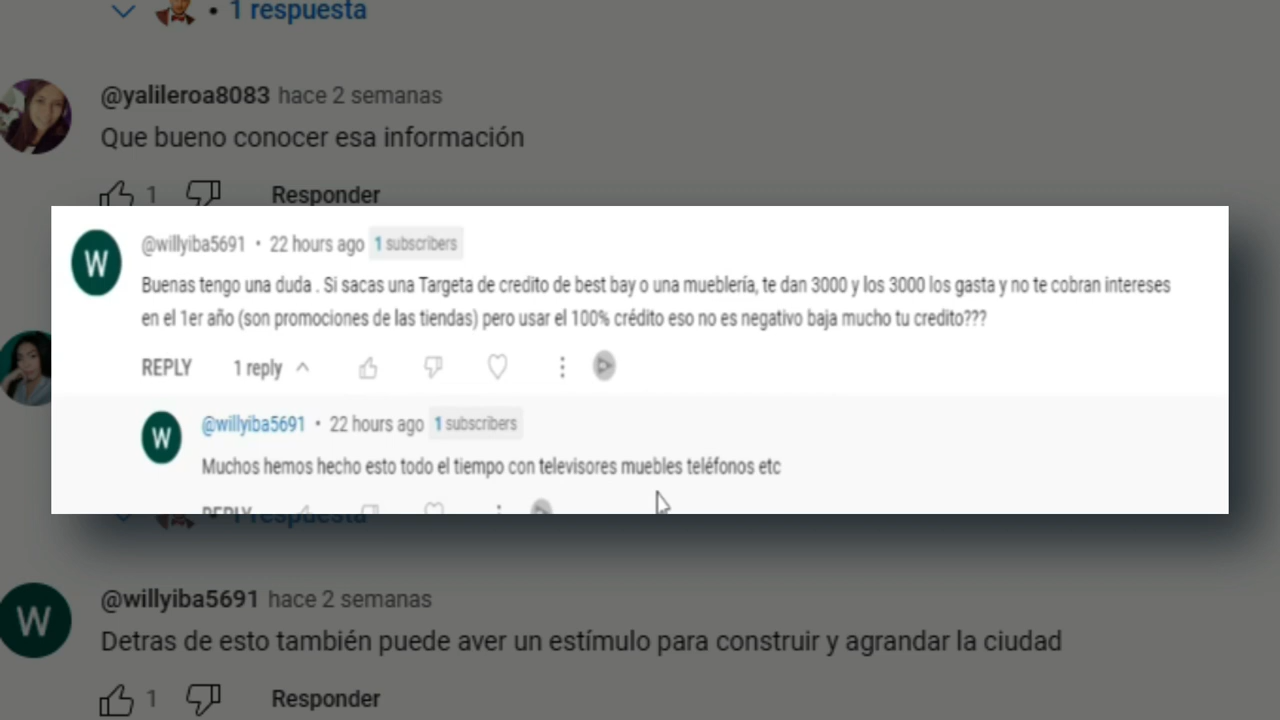 • 1 respuesta
@yalileroa8083 hace 2 semanas
Que bueno conocer esa información
1 Responder
W @willyiba5691 • 22 hours ago 1 subscribers
Buenas tengo una duda . Si sacas una Targeta de credito de best bay o una mueblería, te dan 3000 y los 3000 los gasta y no te cobran intereses
en el 1er año (son promociones de las tiendas) pero usar el 100% crédito eso no es negativo baja mucho tu credito???
REPLY 1 reply
W @willyiba5691 • 22 hours ago 1 subscribers
Muchos hemos hecho esto todo el tiempo con televisores muebles teléfonos etc
REPLY
1 respuesta
W @willyiba5691 hace 2 semanas
Detras de esto también puede aver un estímulo para construir y agrandar la ciudad
1 Responder